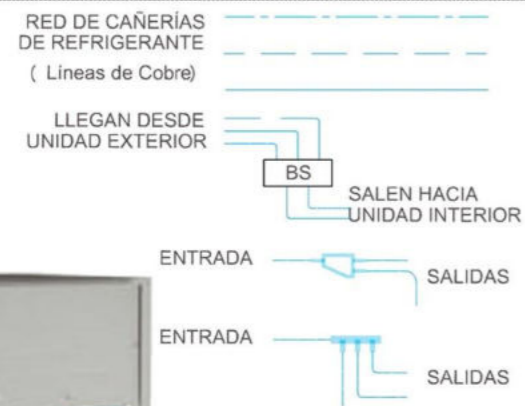 RED DE CAÑERÍAS
DE REFRIGERANTE
( Líneas de Cobre)
LLEGAN DESDE
UNIDAD EXTERIOR
BS
SALEN HACIA
UNIDAD INTERIOR
ENTRADA
SALIDAS
ENTRADA
SALIDAS